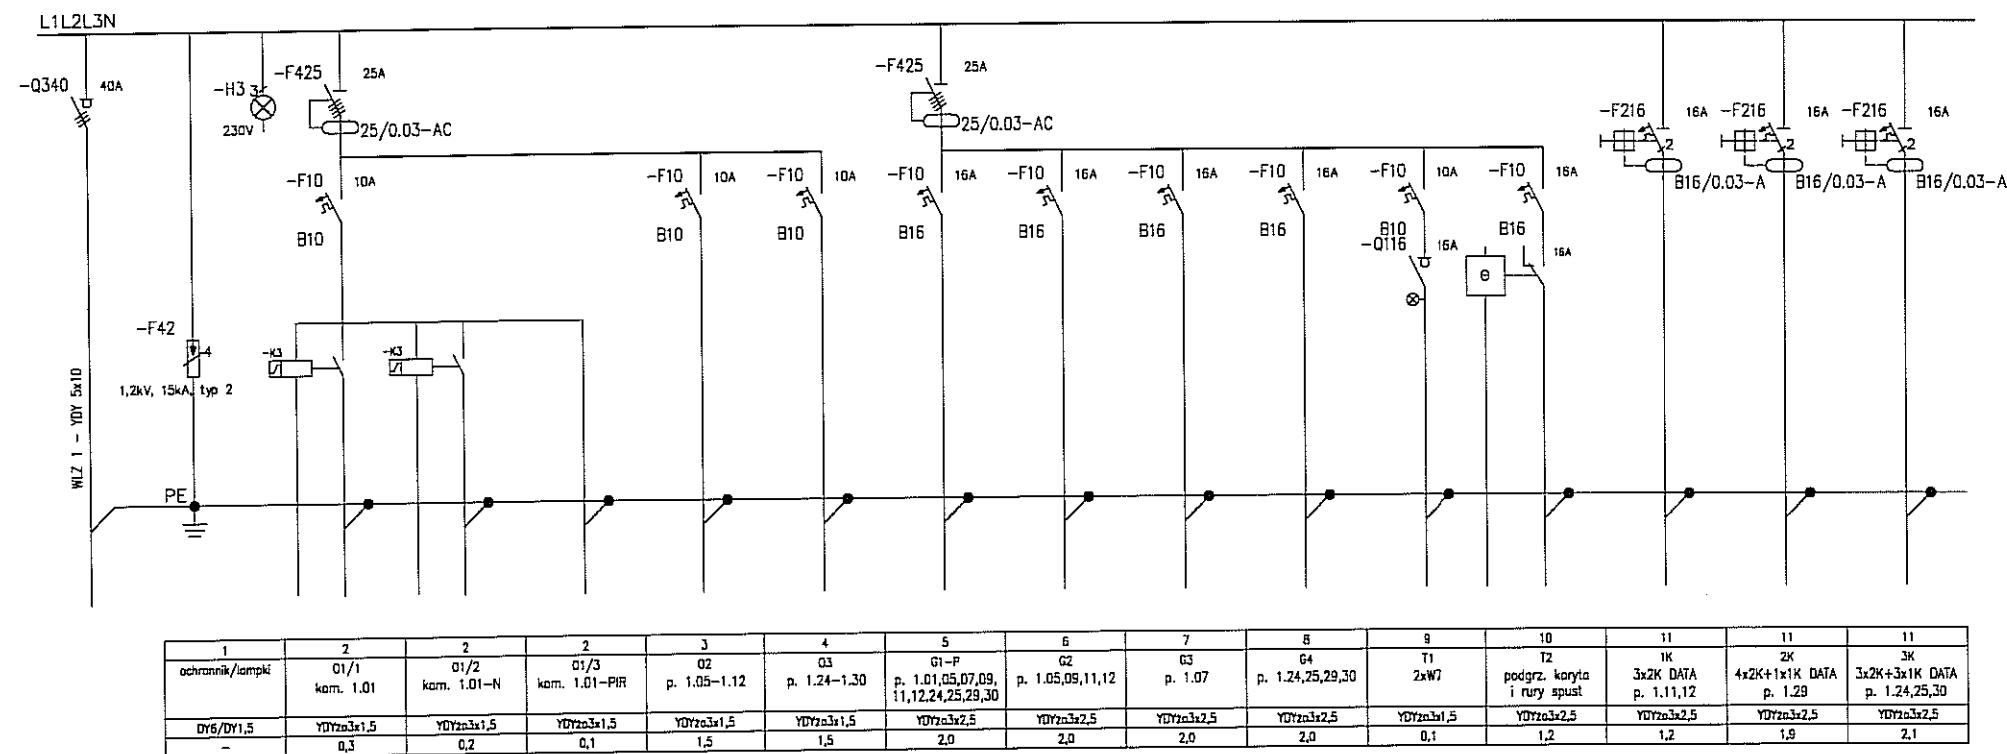 L1L2L3N
-Q340 40A
-H3 3
230V
-F425 25A
25/0.03-AC
-F425 25A
25/0.03-AC
-F216 16A
2
B16/0.03-A
-F216 16A
2
B16/0.03-A
-F216 16A
2
B16/0.03-A
-F10 10A
B10
-F10 10A
B10
-F10 10A
B10
-F10 16A
B16
-F10 16A
B16
-F10 16A
B16
-F10 16A
B16
-F10 10A
B10
-Q116 16A
-F10 16A
B16
16A
-F42
4
1,2kV, 15kA, typ 2
-K3
-K3
WLZ 1 - YDY 5x10
PE
1 2 2 2 3 4 5 6 7 8 9 10 11 11 11
ochronnik/lampki
DY6/DY1,5
-
O1/1
kom. 1.01
YDYżo3x1,5
0,3
O1/2
kom. 1.01-N
YDYżo3x1,5
0,2
O1/3
kom. 1.01-PIR
YDYżo3x1,5
0,1
O2
p. 1.05-1.12
YDYżo3x1,5
1,5
O3
p. 1.24-1.30
YDYżo3x1,5
1,5
G1-P
p. 1.01,05,07,09,
11,12,24,25,29,30
YDYżo3x2,5
2,0
G2
p. 1.05,09,11,12
YDYżo3x2,5
2,0
G3
p. 1.07
YDYżo3x2,5
2,0
G4
p. 1.24,25,29,30
YDYżo3x2,5
2,0
T1
2xW7
YDYżo3x1,5
0,1
T2
podgrz. koryta
i rury spust
YDYżo3x2,5
1,2
1K
3x2K DATA
p. 1.11,12
YDYżo3x2,5
1,2
2K
4x2K+1x1K DATA
p. 1.29
YDYżo3x2,5
1,9
3K
3x2K+3x1K DATA
p. 1.24,25,30
YDYżo3x2,5
2,1